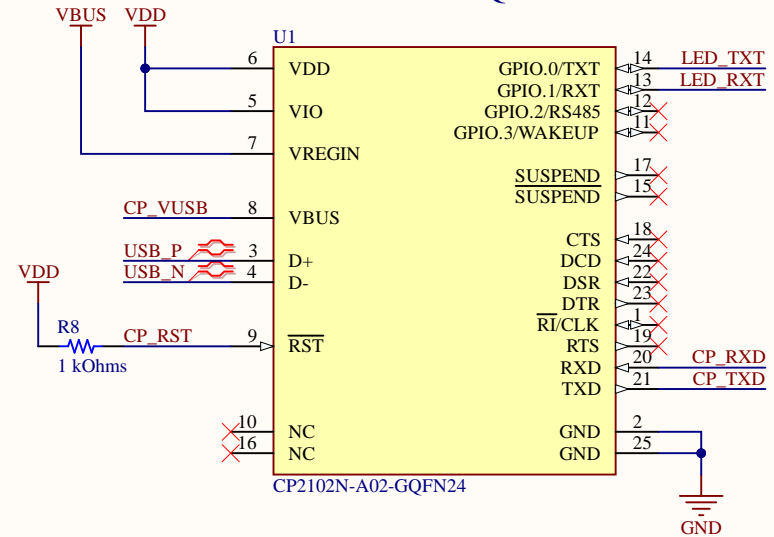 VBUS VDD
U1
6 VDD
5 VIO
7 VREGIN
CP_VUSB 8 VBUS
USB_P 3 D+
USB_N 4 D-
VDD
R8
1 kOhms
CP_RST 9 RST
10 NC
16 NC
GPIO.0/TXT 14 LED_TXT
GPIO.1/RXT 13 LED_RXT
GPIO.2/RS485 12
GPIO.3/WAKEUP 11
SUSPEND 17
SUSPEND 15
CTS 18
DCD 24
DSR 22
DTR 23
RI/CLK 1
RTS 19
RXD 20 CP_RXD
TXD 21 CP_TXD
GND 2
GND 25
CP2102N-A02-GQFN24
GND